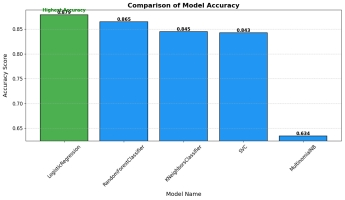 Comparison of Model Accuracy
Highest Accuracy
0.879
0.865
0.845
0.843
0.634
Accuracy Score
0.85
0.80
0.75
0.70
0.65
LogisticRegression
RandomForestClassifier
KNeighborsClassifier
SVC
MultinomialNB
Model Name